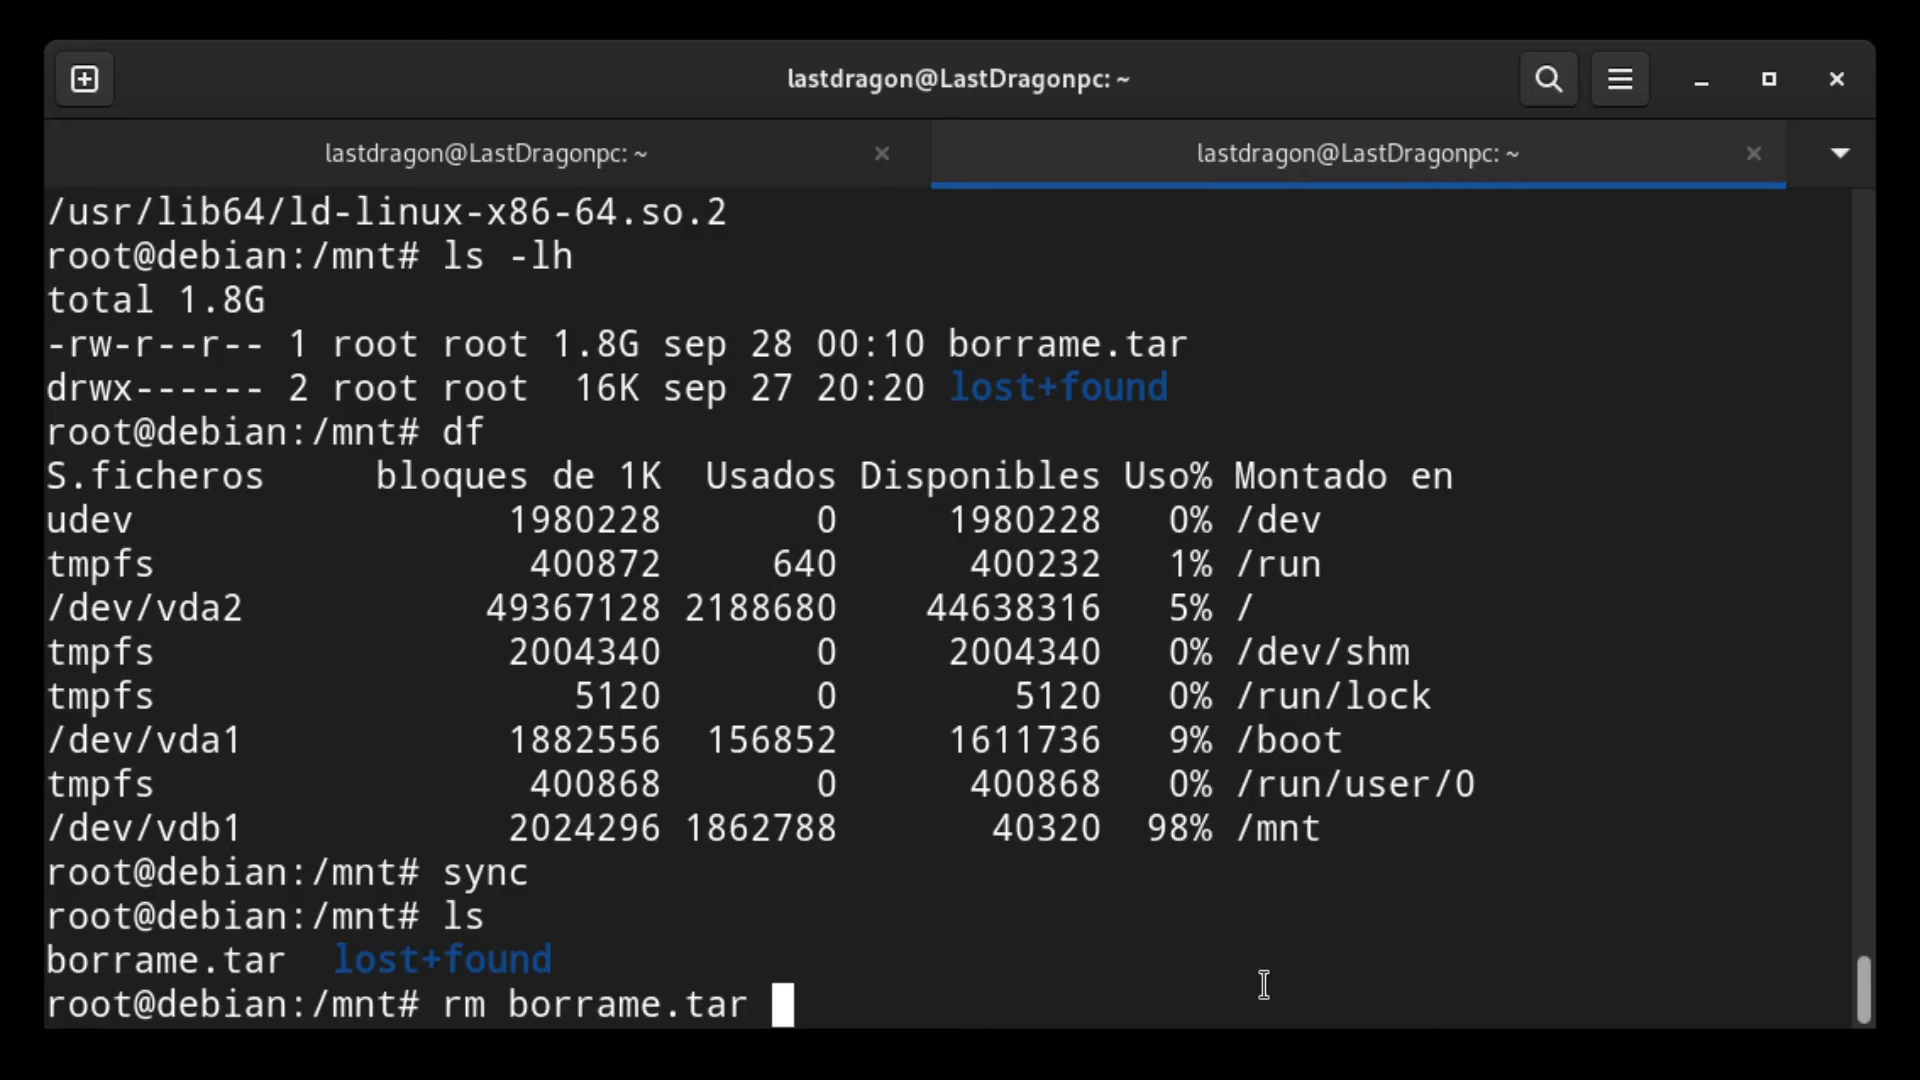 lastdragon@LastDragonpc: ~
lastdragon@LastDragonpc: ~ lastdragon@LastDragonpc: ~
/usr/lib64/ld-linux-x86-64.so.2
root@debian:/mnt# ls -lh
total 1.8G
-rw-r--r-- 1 root root 1.8G sep 28 00:10 borrame.tar
drwx------ 2 root root  16K sep 27 20:20 lost+found
root@debian:/mnt# df
S.ficheros     bloques de 1K  Usados Disponibles Uso% Montado en
udev                 1980228       0     1980228   0% /dev
tmpfs                 400872     640      400232   1% /run
/dev/vda2           49367128 2188680    44638316   5% /
tmpfs                2004340       0     2004340   0% /dev/shm
tmpfs                   5120       0        5120   0% /run/lock
/dev/vda1            1882556  156852     1611736   9% /boot
tmpfs                 400868       0      400868   0% /run/user/0
/dev/vdb1            2024296 1862788       40320  98% /mnt
root@debian:/mnt# sync
root@debian:/mnt# ls
borrame.tar  lost+found
root@debian:/mnt# rm borrame.tar